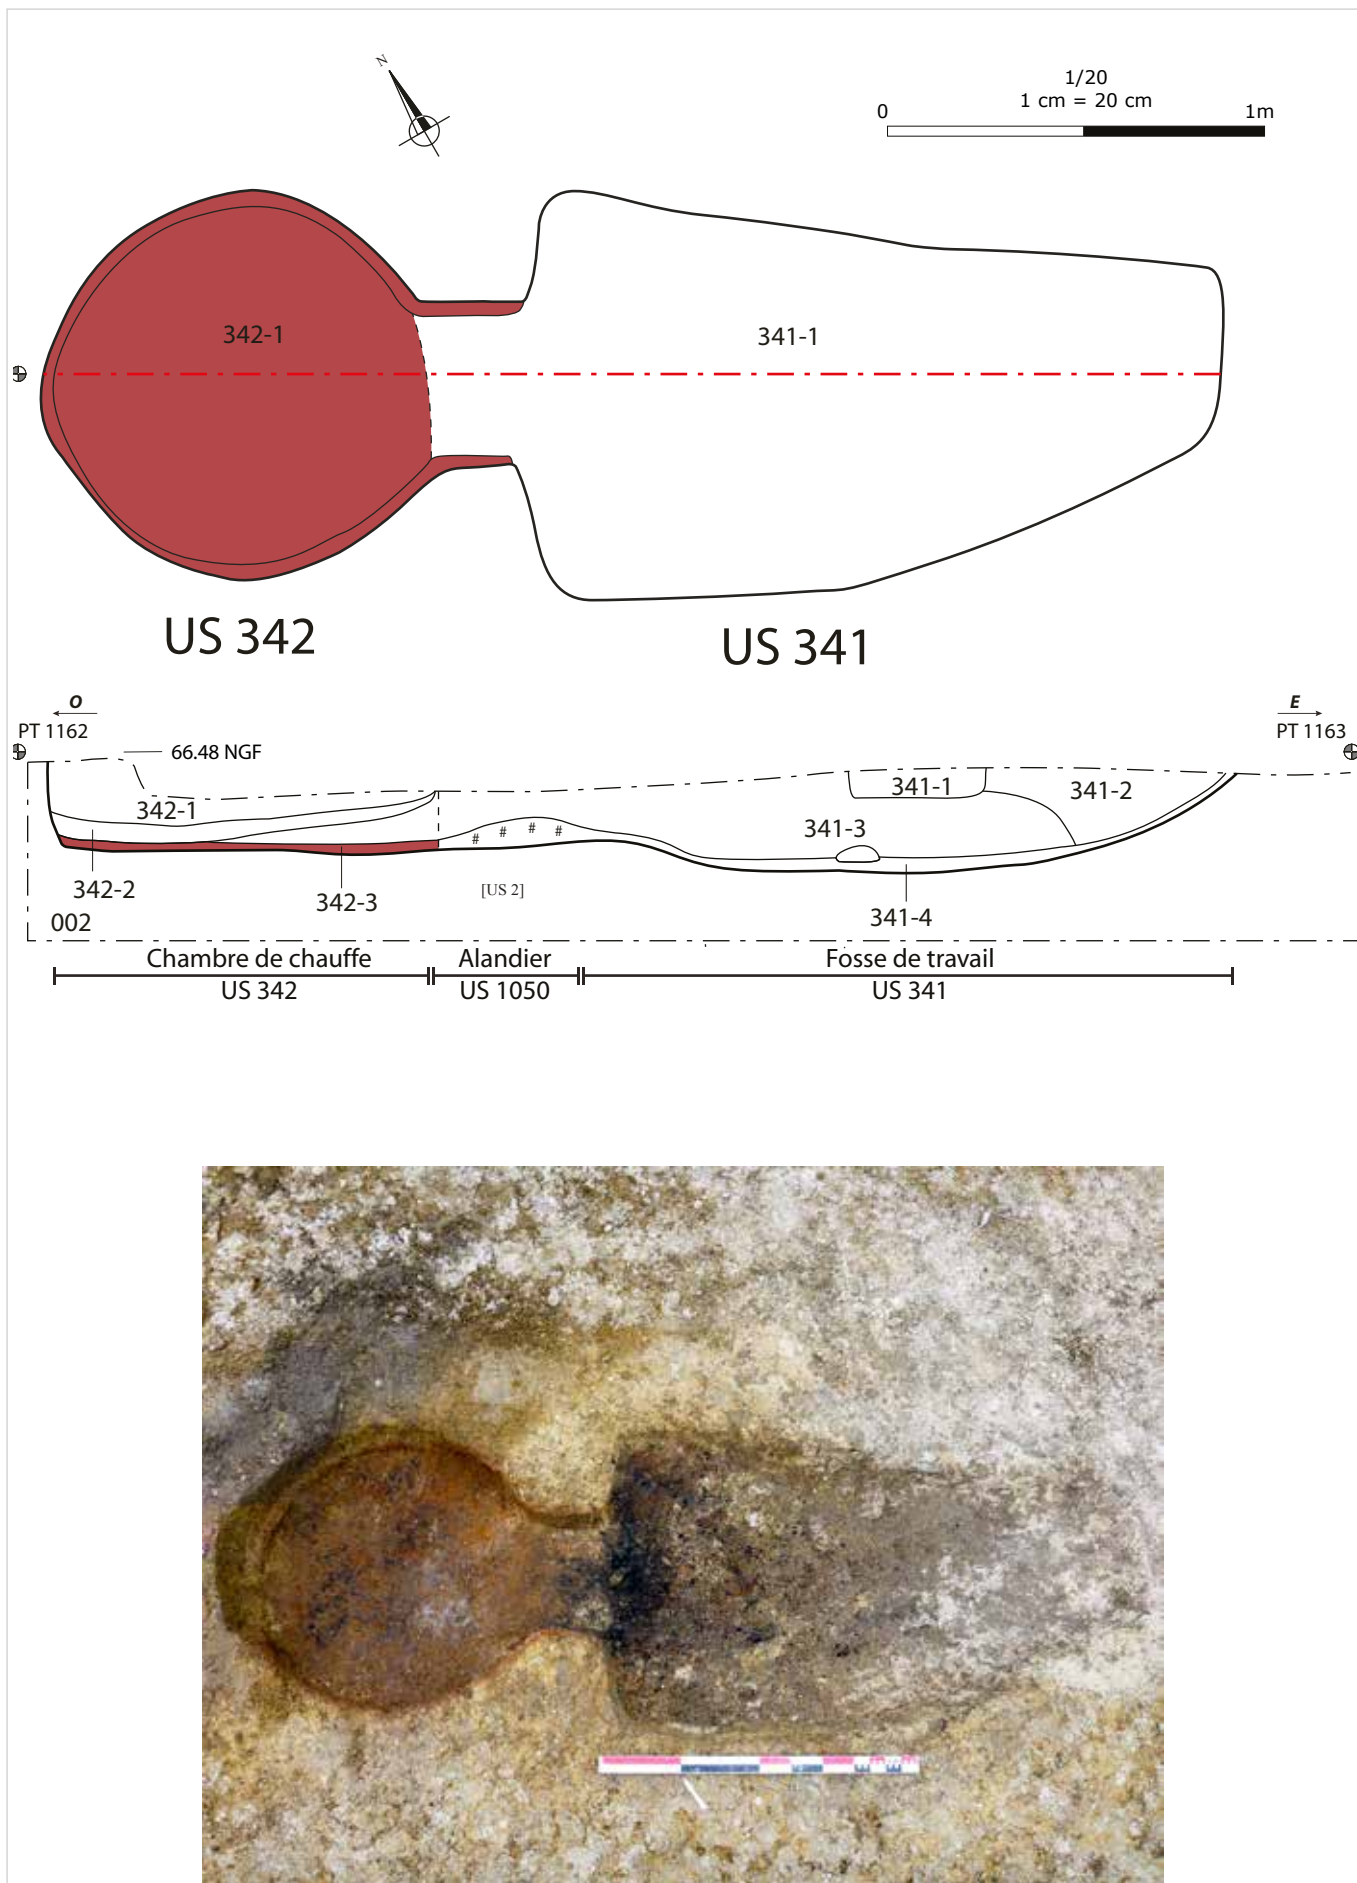 N
1/20
1 cm = 20 cm
0 1m
342-1
341-1
US 342
US 341
O
E
PT 1162
PT 1163
66.48 NGF
341-1
341-2
342-1
341-3
# # # #
342-2
342-3
[US 2]
341-4
002
Chambre de chauffe
Alandier
Fosse de travail
US 342
US 1050
US 341